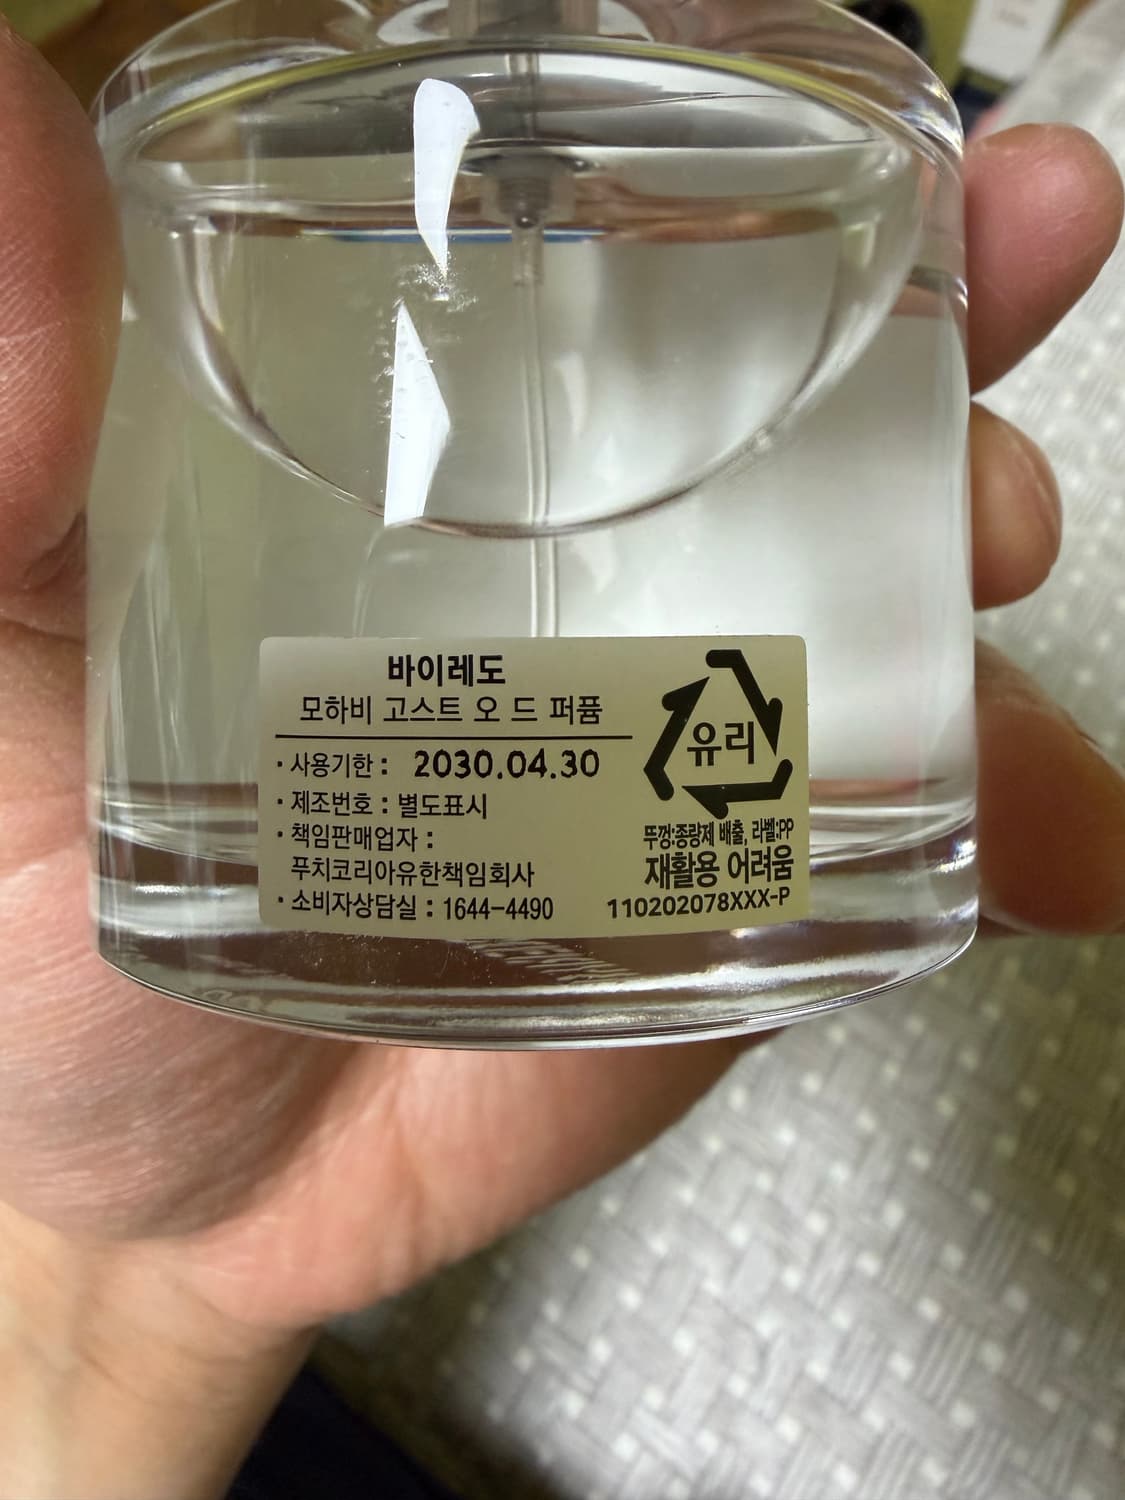 바이레도
모하비 고스트 오 드 퍼퓸
· 사용기한 : 2030.04.30
· 제조번호 : 별도표시
· 책임판매업자 :
푸치코리아유한책임회사
· 소비자상담실 : 1644-4490
유리
뚜껑:종량제 배출, 라벨:PP
재활용 어려움
110202078XXX-P